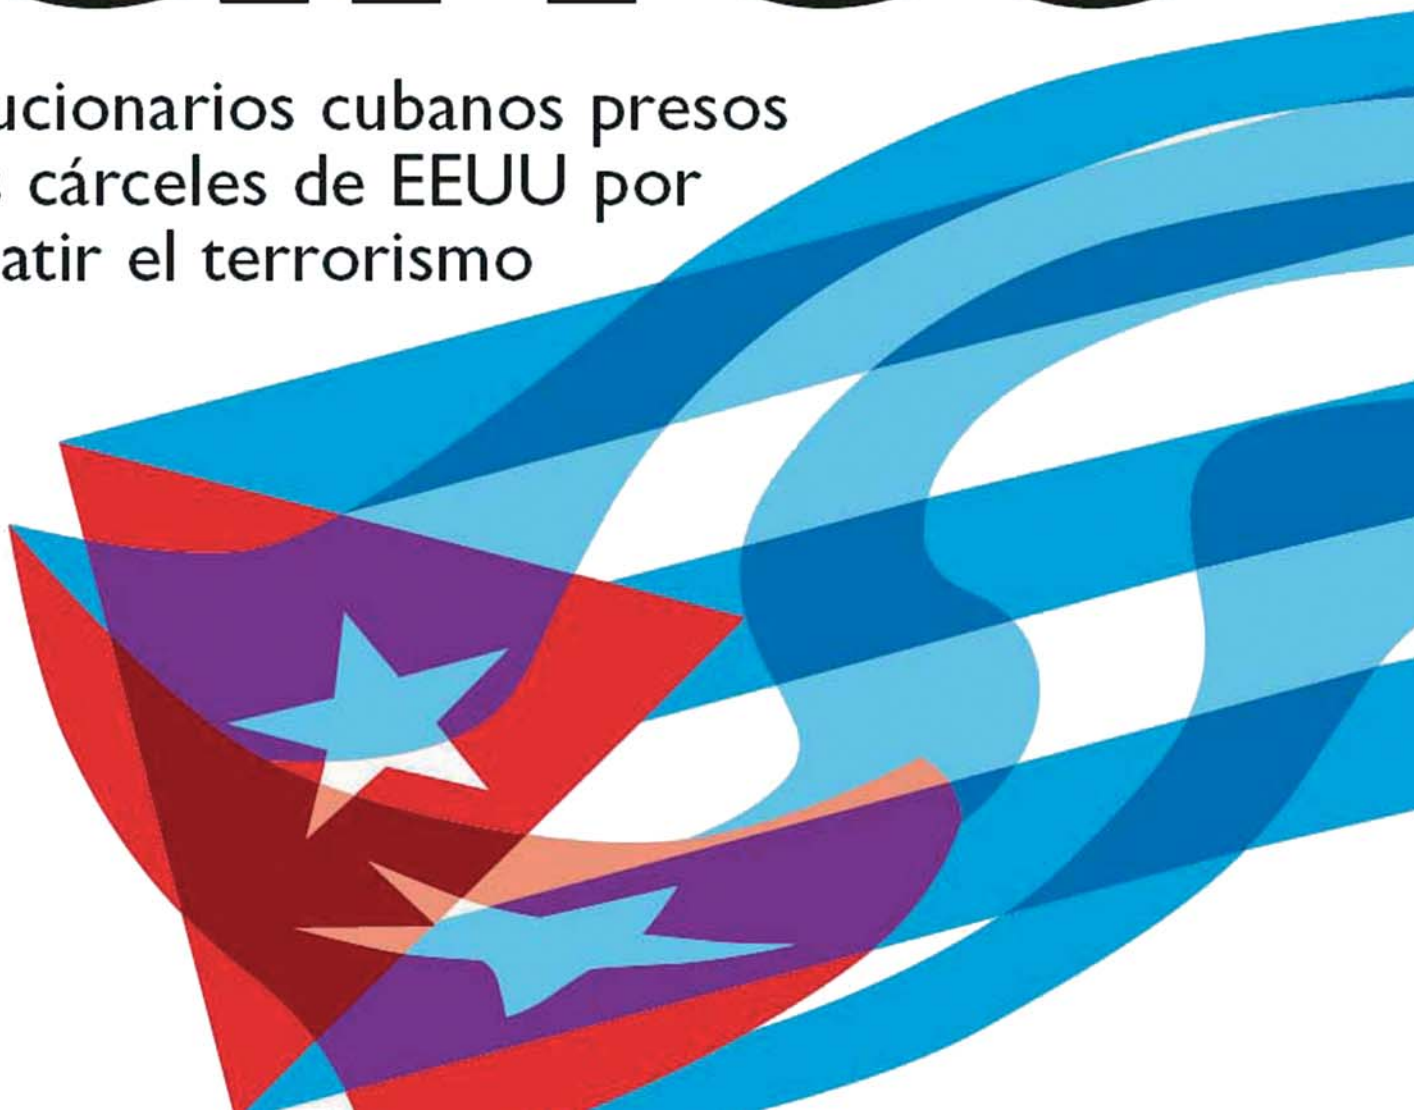 ucionarios cubanos presos
s cárceles de EEUU por
atir el terrorismo